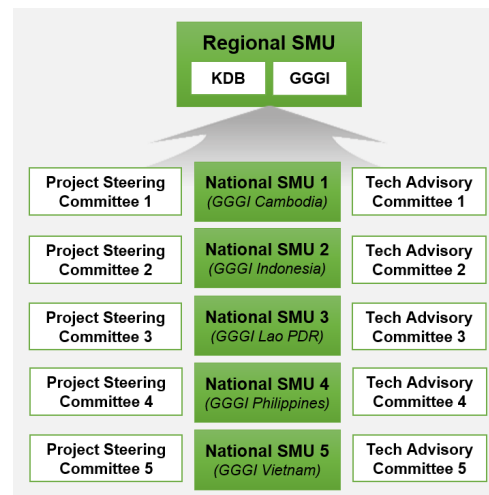 Regional SMU
KDB GGGI
Project Steering
Committee 1
National SMU 1
(GGGI Cambodia)
Tech Advisory
Committee 1
Project Steering
Committee 2
National SMU 2
(GGGI Indonesia)
Tech Advisory
Committee 2
Project Steering
Committee 3
National SMU 3
(GGGI Lao PDR)
Tech Advisory
Committee 3
Project Steering
Committee 4
National SMU 4
(GGGI Philippines)
Tech Advisory
Committee 4
Project Steering
Committee 5
National SMU 5
(GGGI Vietnam)
Tech Advisory
Committee 5